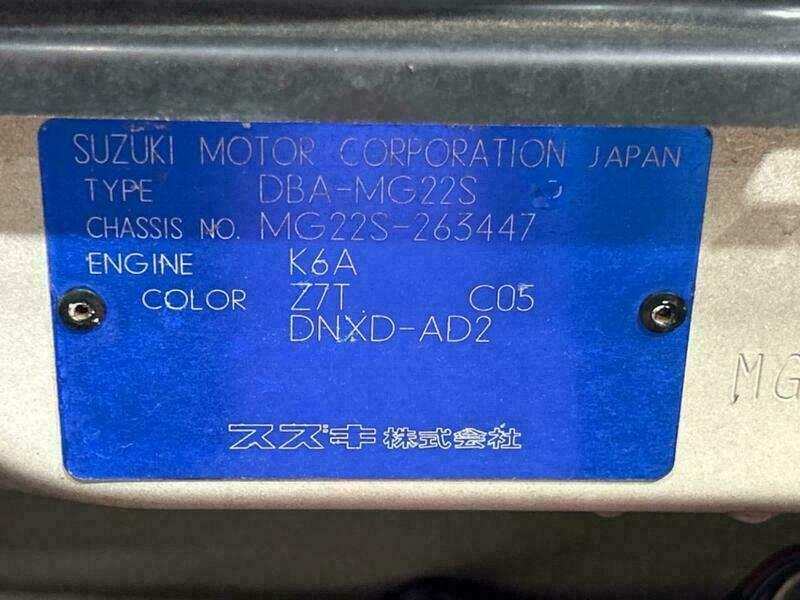 SUZUKI MOTOR CORPORATION JAPAN
TYPE DBA-MG22S
CHASSIS NO. MG22S-263447
ENGINE K6A
COLOR Z7T C05
DNXD-AD2
スズキ株式会社
MG